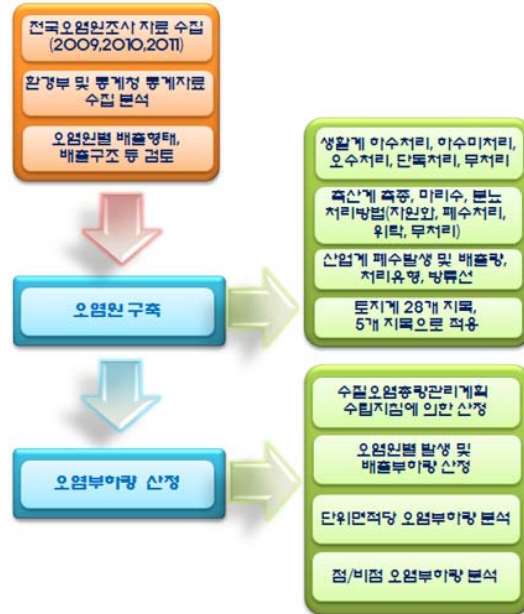 전국오염원조사 자료 수집
(2009,2010,2011)
환경부 및 통계청 통계자료
수집 분석
오염원별 배출형태,
배출구조 등 검토
오염원 구축
생활계 하수처리, 하수미처리,
오수처리, 단독처리, 무처리
축산계 축종, 마리수, 분뇨
처리방법(자원화, 폐수처리,
위탁, 무처리)
산업계 폐수발생 및 배출량,
처리유형, 방류선
토지계 28개 지목,
5개 지목으로 적용
오염부하량 산정
수질오염총량관리계획
수립지침에 의한 산정
오염원별 발생 및
배출부하량 산정
단위면적당 오염부하량 분석
점/비점 오염부하량 분석